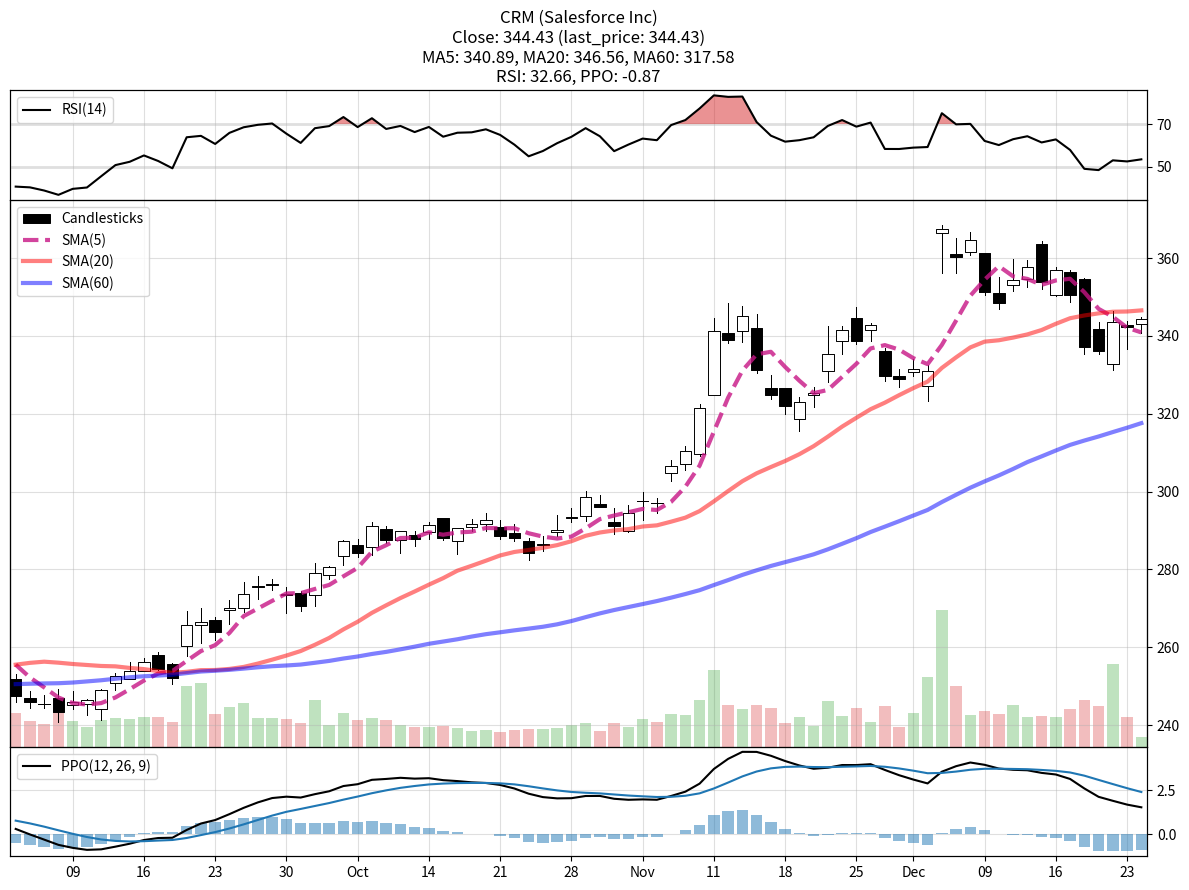 CRM (Salesforce Inc)
Close: 344.43 (last_price: 344.43)
MA5: 340.89, MA20: 346.56, MA60: 317.58
RSI: 32.66, PPO: -0.87
RSI(14)
70
50
Candlesticks
SMA(5)
SMA(20)
SMA(60)
360
340
320
300
280
260
240
PPO(12, 26, 9)
2.5
0.0
09 16 23 30 Oct 14 21 28 Nov 11 18 25 Dec 09 16 23